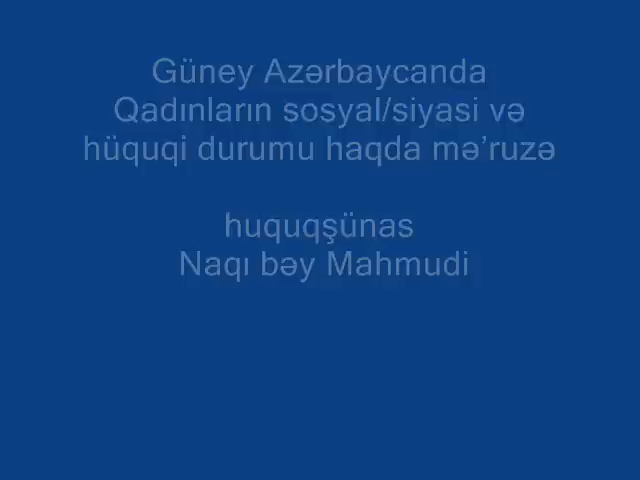 Güney Azərbaycanda
Qadınların sosyal/siyasi və
hüquqi durumu haqda mə’ruzə
huquqşünas
Naqı bəy Mahmudi